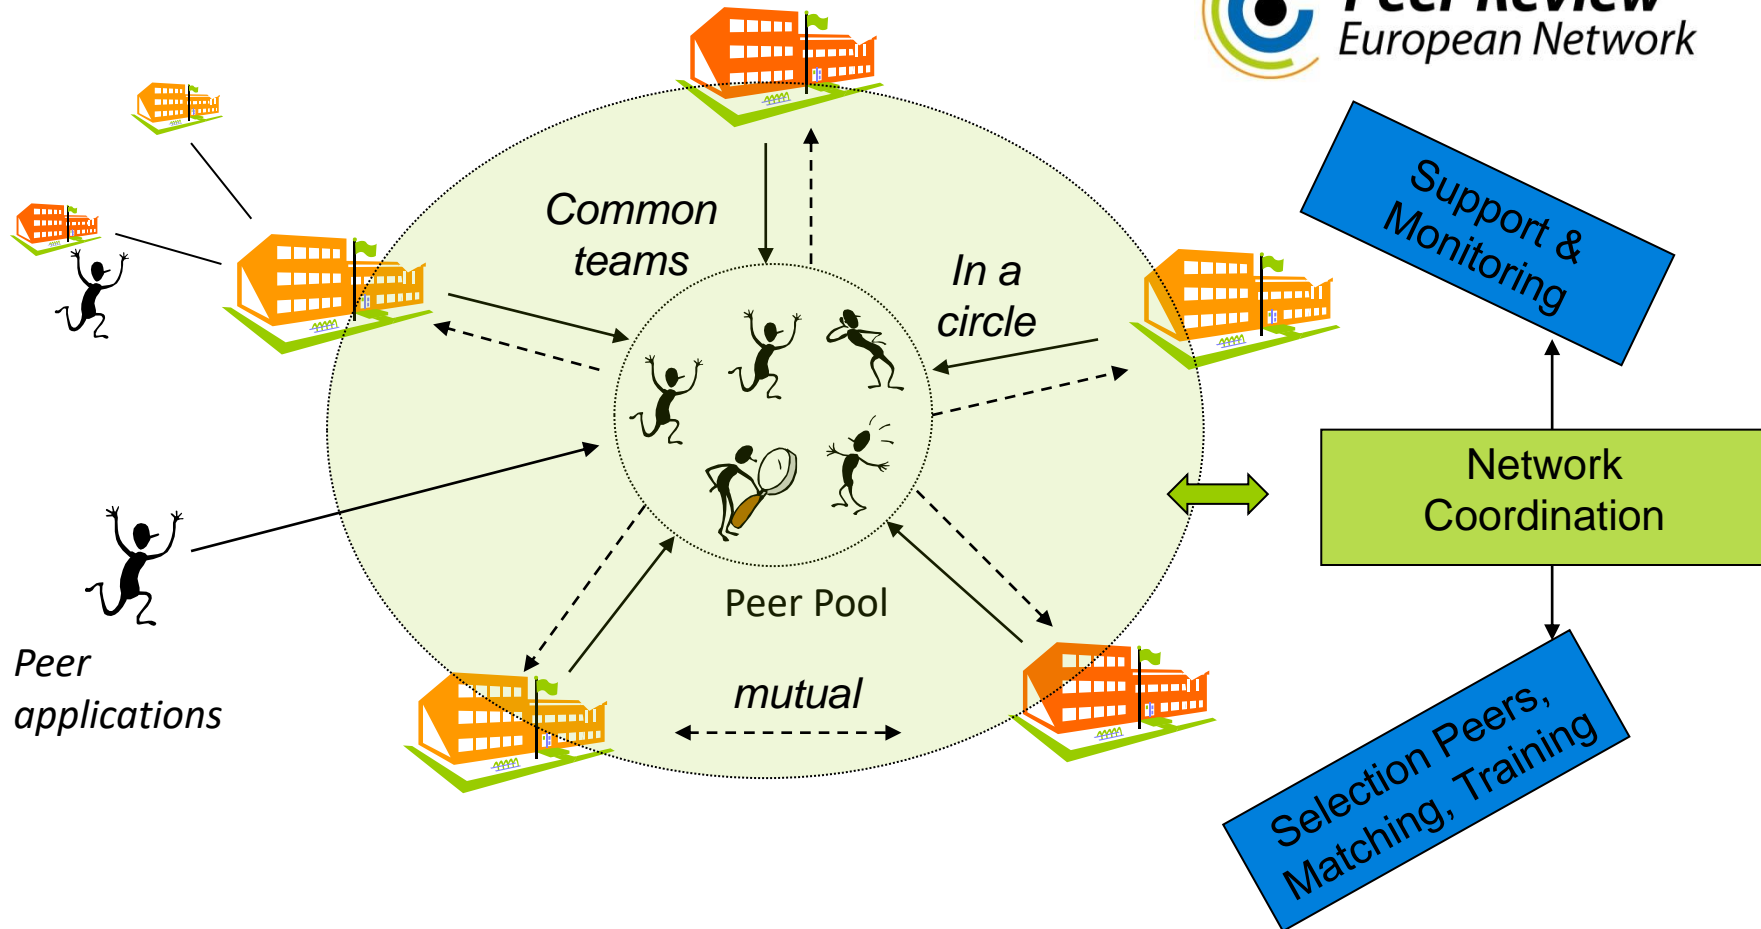 Peer Review
European Network
Common
teams
In a
circle
Support &
Monitoring
Network
Coordination
Peer Pool
Peer
applications
mutual
Selection Peers,
Matching, Training